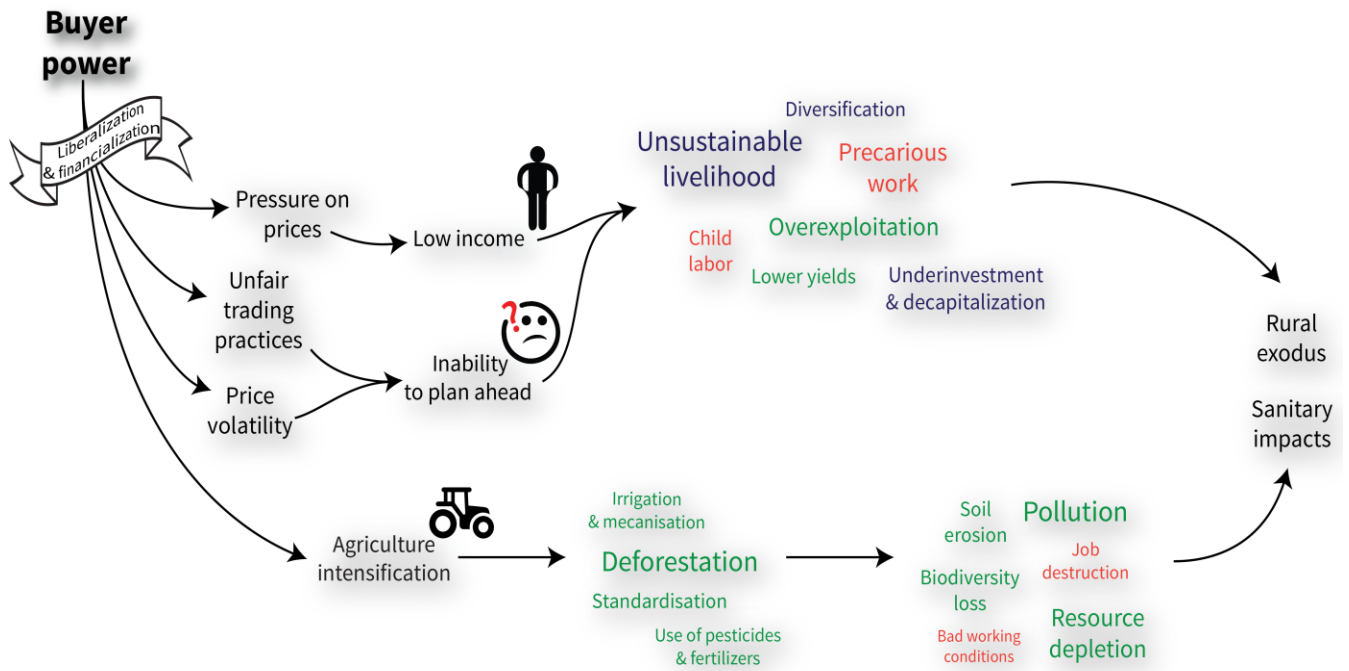 Buyer
power
Liberalization
& financialization
Pressure on
prices
Low income
Unfair
trading
practices
Price
volatility
?
Inability
to plan ahead
Diversification
Unsustainable
livelihood
Precarious
work
Child
labor
Overexploitation
Lower yields
Underinvestment
& decapitalization
Rural
exodus
Sanitary
impacts
Agriculture
intensification
Irrigation
& mecanisation
Deforestation
Standardisation
Use of pesticides
& fertilizers
Soil
erosion
Pollution
Job
destruction
Biodiversity
loss
Bad working
conditions
Resource
depletion